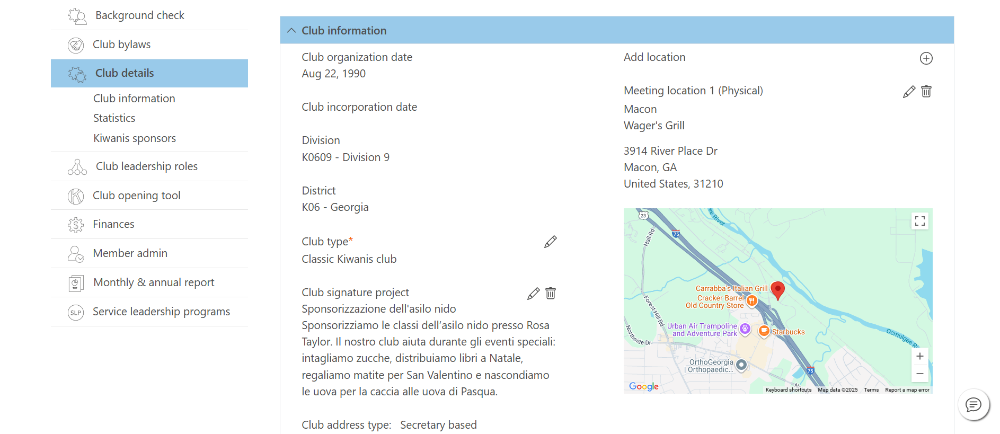 Background check
Club bylaws
Club details
Club information
Statistics
Kiwanis sponsors
Club leadership roles
Club opening tool
Finances
Member admin
Monthly & annual report
SLP
Service leadership programs
Club information
Club organization date
Aug 22, 1990
Club incorporation date
Division
K0609 - Division 9
District
K06 - Georgia
Club type*
Classic Kiwanis club
Club signature project
Sponsorizzazione dell'asilo nido
Sponsorizziamo le classi dell’asilo nido presso Rosa
Taylor. Il nostro club aiuta durante gli eventi speciali:
intagliamo zucche, distribuiamo libri a Natale,
regaliamo matite per San Valentino e nascondiamo
le uova per la caccia alle uova di Pasqua.
Club address type: Secretary based
Add location
Meeting location 1 (Physical)
Macon
Wager's Grill
3914 River Place Dr
Macon, GA
United States, 31210
23
75
Hall Rd
Forest Hill Rd
Northside Dr
Carrabba's Italian Grill
Cracker Barrel
Old Country Store
Urban Air Trampoline
and Adventure Park
Starbucks
OrthoGeorgia
| Orthopaedic...
75
Google
Keyboard shortcuts
Map data ©2025
Terms
Report a map error